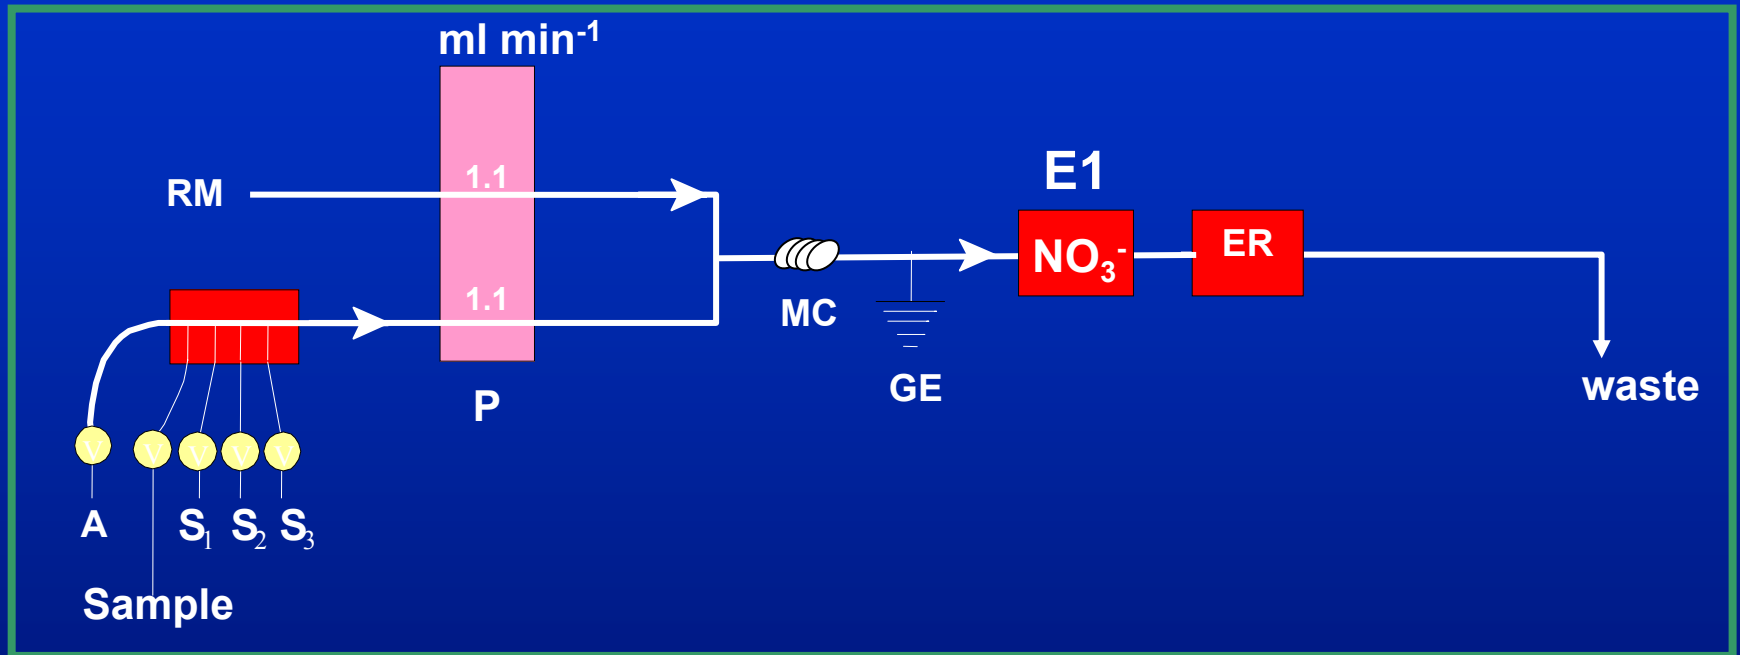 ml min-1
E1
1.1
RM
NO3-
ER
1.1
MC
GE
waste
P
V V V V V
A S1 S2 S3
Sample